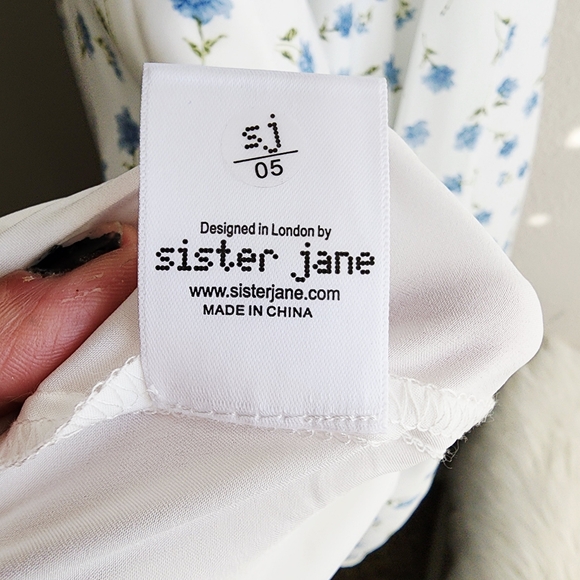 sj
05
Designed in London by
sister jane
www.sisterjane.com
MADE IN CHINA